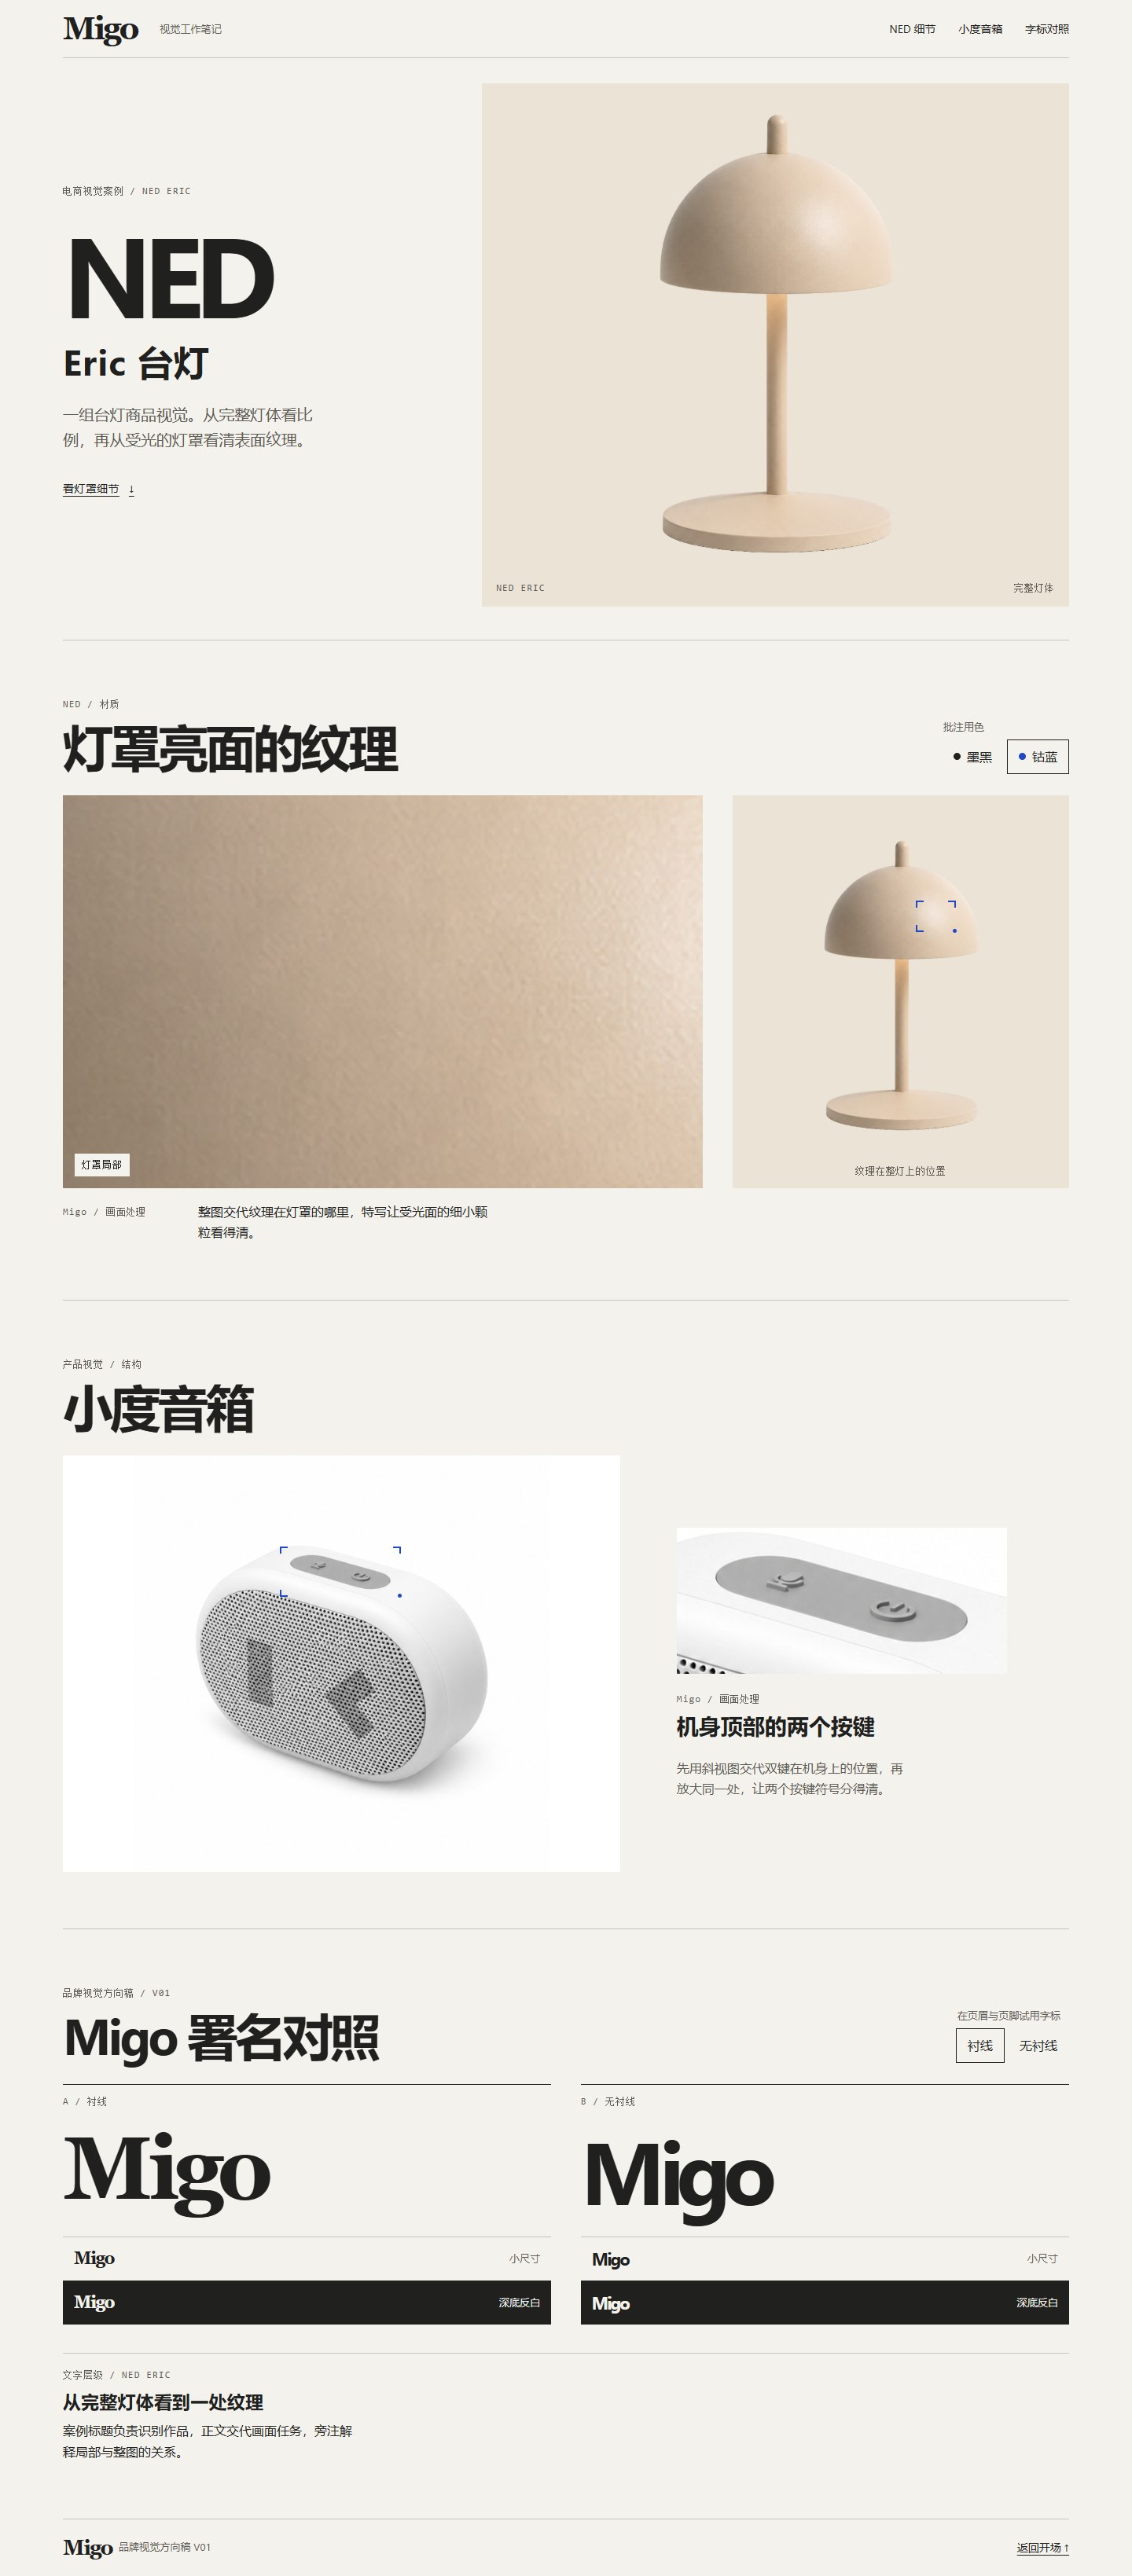 Migo
视觉工作笔记
NED 细节
小度音箱
字标对照
电商视觉案例 / NED ERIC
NED
Eric 台灯
一组台灯商品视觉。从完整灯体看比
例，再从受光的灯罩看清表面纹理。
看灯罩细节 ↓
NED ERIC
完整灯体
NED / 材质
灯罩亮面的纹理
批注用色
墨黑
钴蓝
灯罩局部
纹理在整灯上的位置
Migo / 画面处理
整图交代纹理在灯罩的哪里，特写让受光面的细小颗
粒看得清。
产品视觉 / 结构
小度音箱
Migo / 画面处理
机身顶部的两个按键
先用斜视图交代双键在机身上的位置，再
放大同一处，让两个按键符号分得清。
品牌视觉方向稿 / V01
Migo 署名对照
在页眉与页脚试用字标
衬线
无衬线
A / 衬线
Migo
Migo
小尺寸
Migo
深底反白
B / 无衬线
Migo
Migo
小尺寸
Migo
深底反白
文字层级 / NED ERIC
从完整灯体看到一处纹理
案例标题负责识别作品，正文交代画面任务，旁注解
释局部与整图的关系。
Migo
品牌视觉方向稿 V01
返回开场 ↑